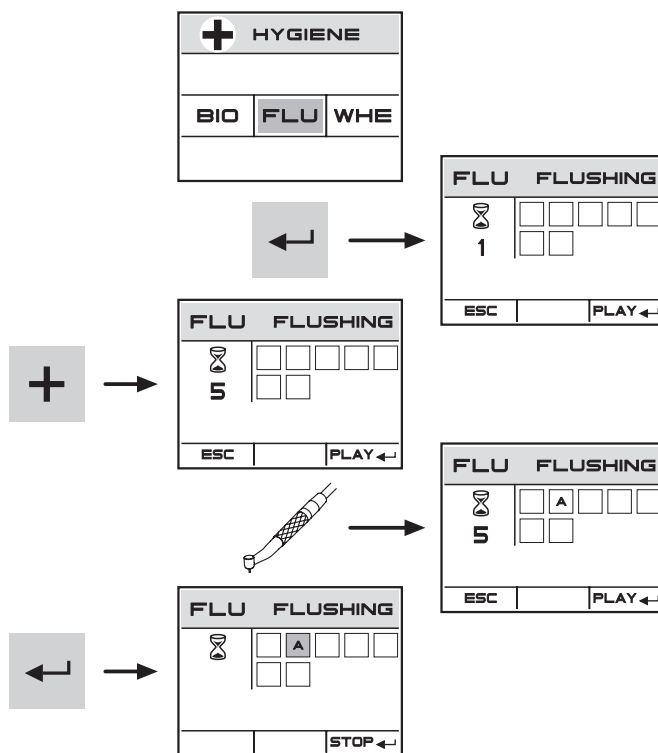 HYGIENE
BIO FLU WHE
FLU FLUSHING
1
ESC PLAY
FLU FLUSHING
5
ESC PLAY
FLU FLUSHING
A
5
ESC PLAY
FLU FLUSHING
A
STOP